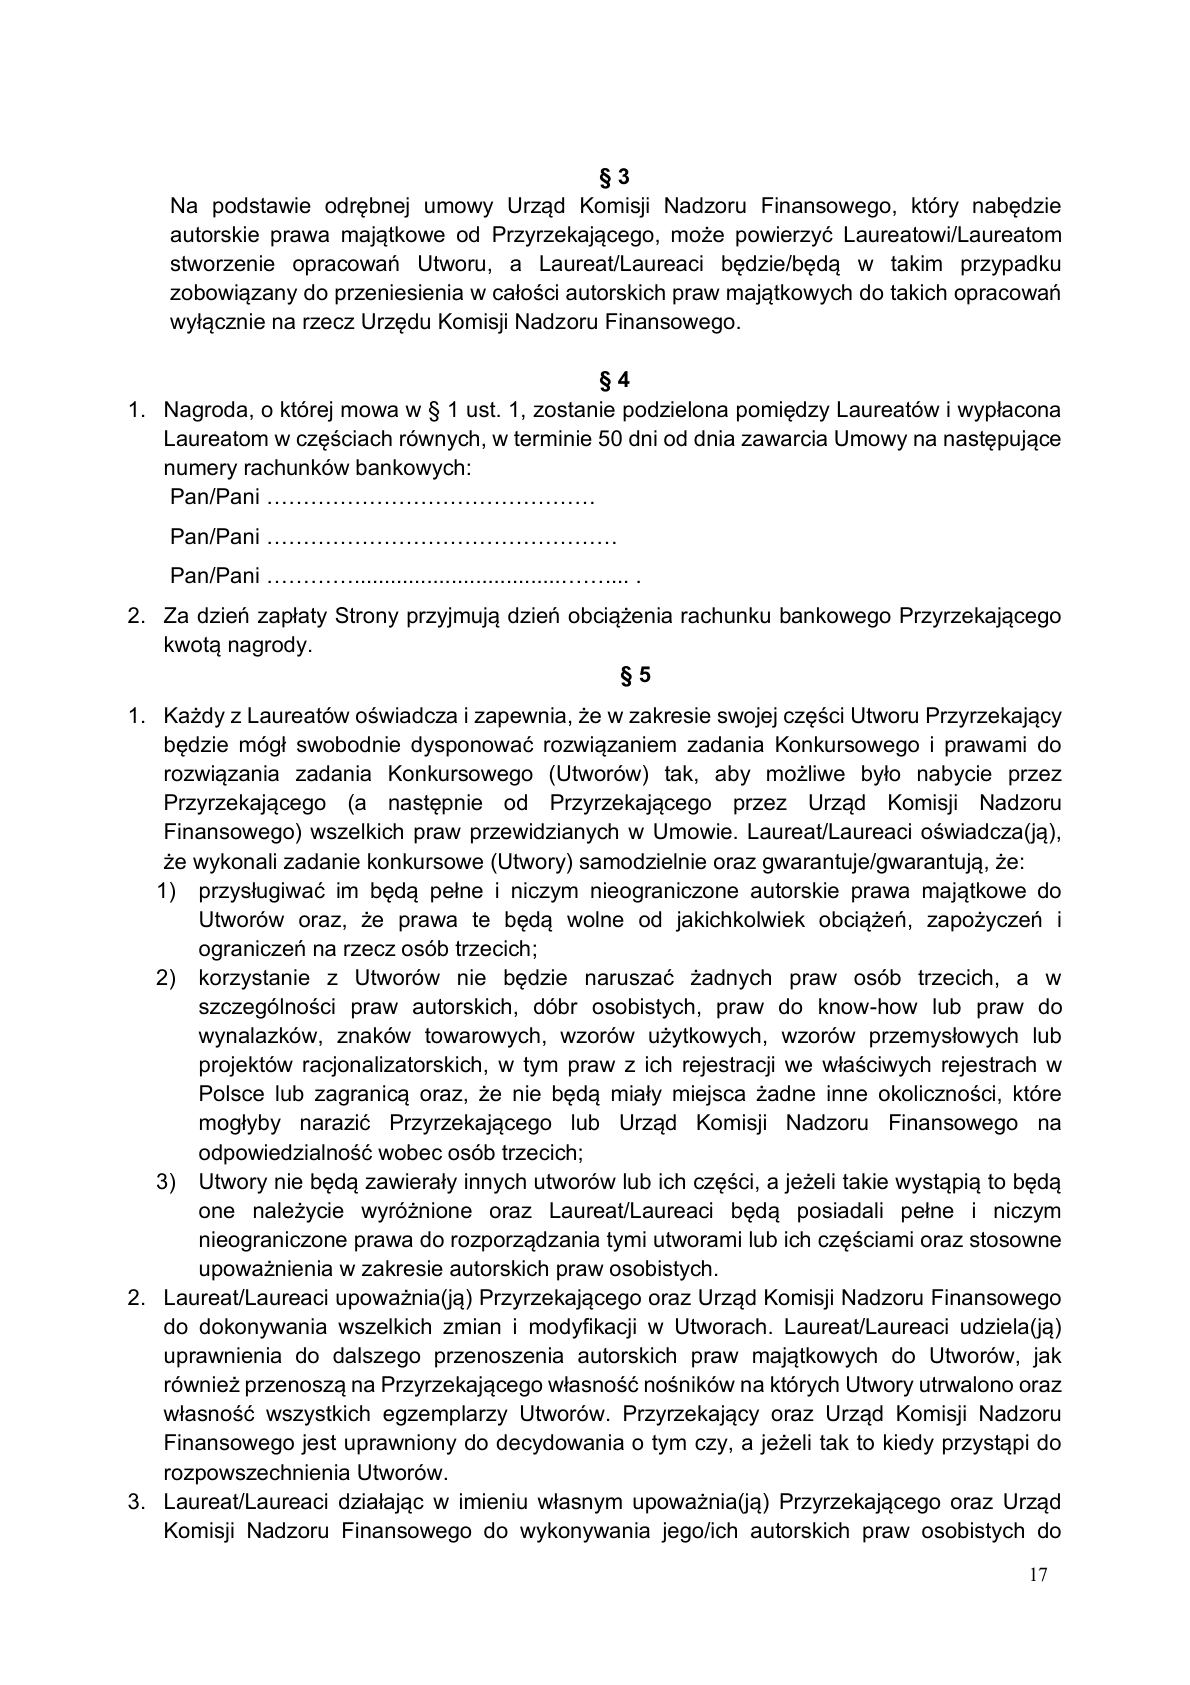 § 3
Na podstawie odrębnej umowy Urząd Komisji Nadzoru Finansowego, który nabędzie
autorskie prawa majątkowe od Przyrzekającego, może powierzyć Laureatowi/Laureatom
stworzenie opracowań Utworu, a Laureat/Laureaci będzie/będą w takim przypadku
zobowiązany do przeniesienia w całości autorskich praw majątkowych do takich opracowań
wyłącznie na rzecz Urzędu Komisji Nadzoru Finansowego.
§ 4
1. Nagroda, o której mowa w § 1 ust. 1, zostanie podzielona pomiędzy Laureatów i wypłacona
Laureatom w częściach równych, w terminie 50 dni od dnia zawarcia Umowy na następujące
numery rachunków bankowych:
Pan/Pani ………………………………………
Pan/Pani …………………………………………
Pan/Pani …………...................................……... .
2. Za dzień zapłaty Strony przyjmują dzień obciążenia rachunku bankowego Przyrzekającego
kwotą nagrody.
§ 5
1. Każdy z Laureatów oświadcza i zapewnia, że w zakresie swojej części Utworu Przyrzekający
będzie mógł swobodnie dysponować rozwiązaniem zadania Konkursowego i prawami do
rozwiązania zadania Konkursowego (Utworów) tak, aby możliwe było nabycie przez
Przyrzekającego (a następnie od Przyrzekającego przez Urząd Komisji Nadzoru
Finansowego) wszelkich praw przewidzianych w Umowie. Laureat/Laureaci oświadcza(ją),
że wykonali zadanie konkursowe (Utwory) samodzielnie oraz gwarantuje/gwarantują, że:
1) przysługiwać im będą pełne i niczym nieograniczone autorskie prawa majątkowe do
Utworów oraz, że prawa te będą wolne od jakichkolwiek obciążeń, zapożyczeń i
ograniczeń na rzecz osób trzecich;
2) korzystanie z Utworów nie będzie naruszać żadnych praw osób trzecich, a w
szczególności praw autorskich, dóbr osobistych, praw do know-how lub praw do
wynalazków, znaków towarowych, wzorów użytkowych, wzorów przemysłowych lub
projektów racjonalizatorskich, w tym praw z ich rejestracji we właściwych rejestrach w
Polsce lub zagranicą oraz, że nie będą miały miejsca żadne inne okoliczności, które
mogłyby narazić Przyrzekającego lub Urząd Komisji Nadzoru Finansowego na
odpowiedzialność wobec osób trzecich;
3) Utwory nie będą zawierały innych utworów lub ich części, a jeżeli takie wystąpią to będą
one należycie wyróżnione oraz Laureat/Laureaci będą posiadali pełne i niczym
nieograniczone prawa do rozporządzania tymi utworami lub ich częściami oraz stosowne
upoważnienia w zakresie autorskich praw osobistych.
2. Laureat/Laureaci upoważnia(ją) Przyrzekającego oraz Urząd Komisji Nadzoru Finansowego
do dokonywania wszelkich zmian i modyfikacji w Utworach. Laureat/Laureaci udziela(ją)
uprawnienia do dalszego przenoszenia autorskich praw majątkowych do Utworów, jak
również przenoszą na Przyrzekającego własność nośników na których Utwory utrwalono oraz
własność wszystkich egzemplarzy Utworów. Przyrzekający oraz Urząd Komisji Nadzoru
Finansowego jest uprawniony do decydowania o tym czy, a jeżeli tak to kiedy przystąpi do
rozpowszechnienia Utworów.
3. Laureat/Laureaci działając w imieniu własnym upoważnia(ją) Przyrzekającego oraz Urząd
Komisji Nadzoru Finansowego do wykonywania jego/ich autorskich praw osobistych do
17